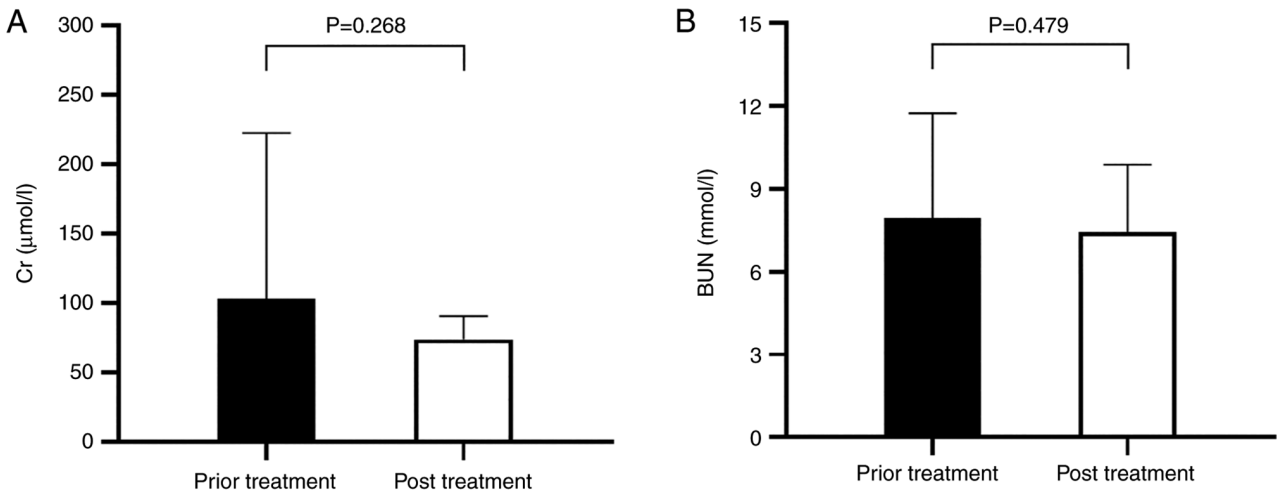 A
P=0.268
300
250
200
150
100
50
0
Cr (μmol/l)
Prior treatment
Post treatment
B
P=0.479
15
12
9
6
3
0
BUN (mmol/l)
Prior treatment
Post treatment